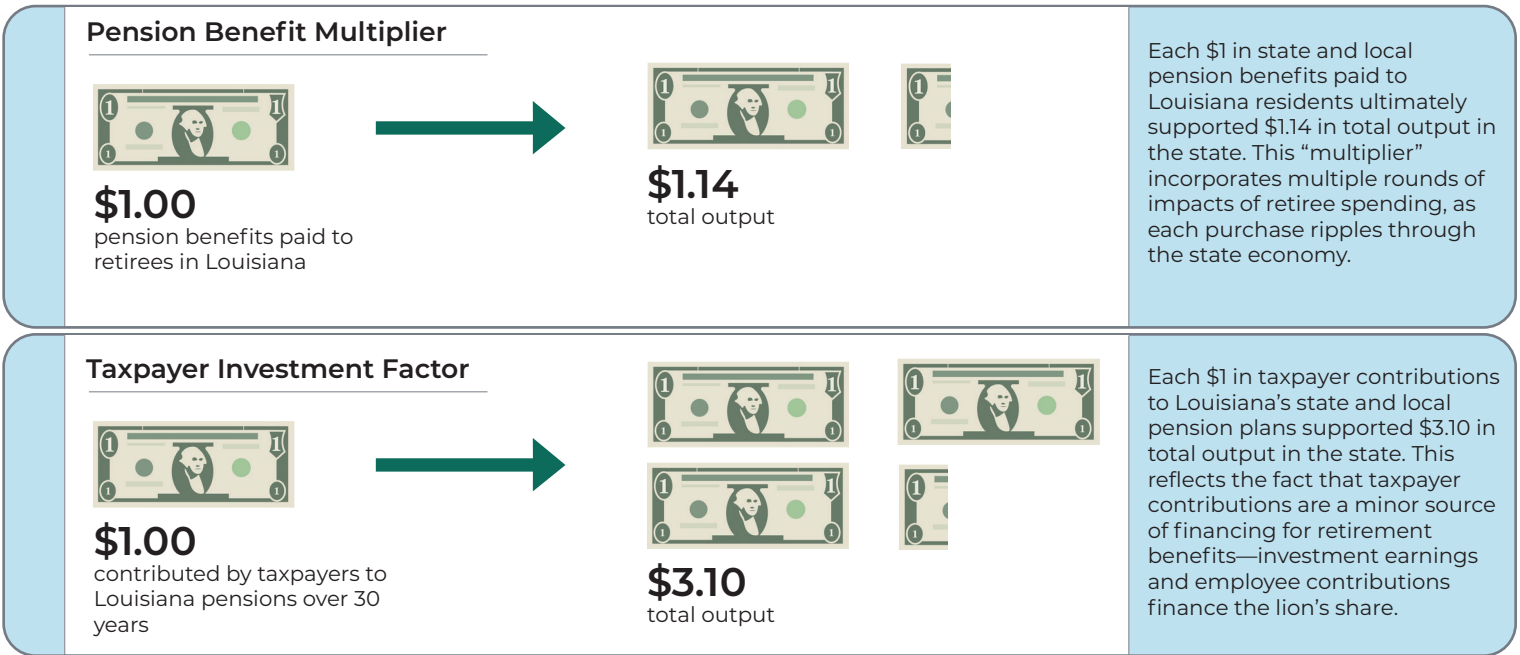 Pension Benefit Multiplier
$1.00
pension benefits paid to
retirees in Louisiana
$1.14
total output
Each $1 in state and local
pension benefits paid to
Louisiana residents ultimately
supported $1.14 in total output in
the state. This “multiplier”
incorporates multiple rounds of
impacts of retiree spending, as
each purchase ripples through
the state economy.
Taxpayer Investment Factor
$1.00
contributed by taxpayers to
Louisiana pensions over 30
years
$3.10
total output
Each $1 in taxpayer contributions
to Louisiana’s state and local
pension plans supported $3.10 in
total output in the state. This
reflects the fact that taxpayer
contributions are a minor source
of financing for retirement
benefits—investment earnings
and employee contributions
finance the lion’s share.